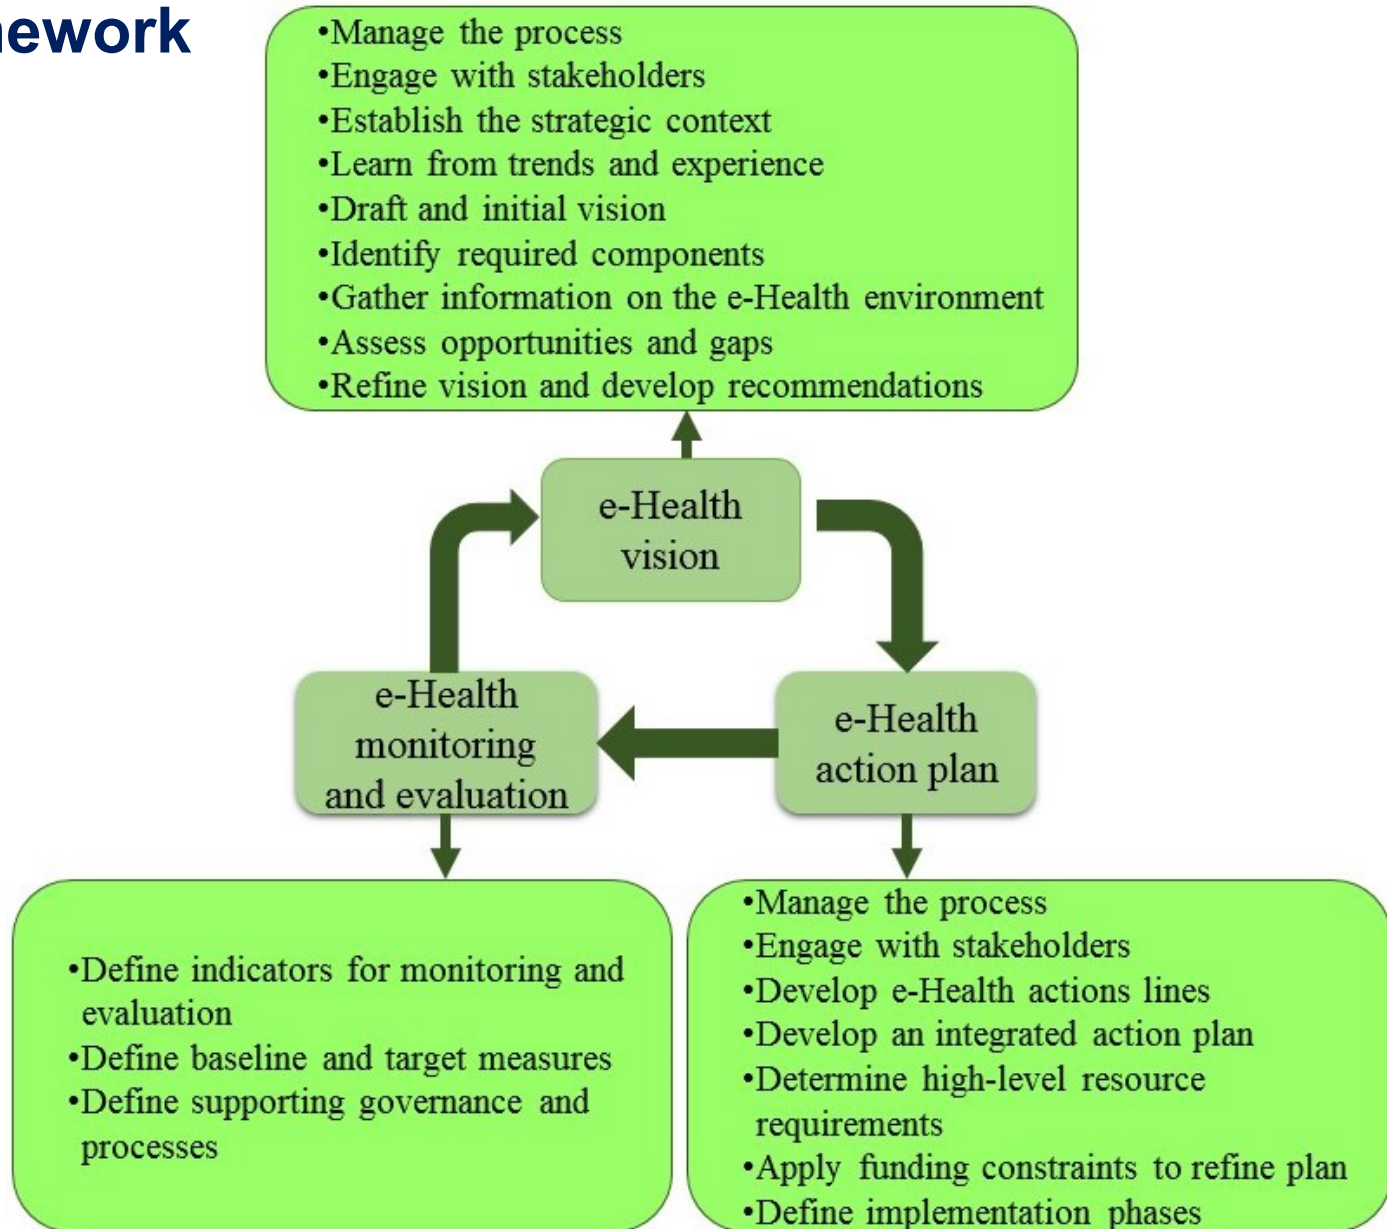 mework
•Manage the process
•Engage with stakeholders
•Establish the strategic context
•Learn from trends and experience
•Draft and initial vision
•Identify required components
•Gather information on the e-Health environment
•Assess opportunities and gaps
•Refine vision and develop recommendations
e-Health
vision
e-Health
monitoring
and evaluation
e-Health
action plan
•Define indicators for monitoring and
evaluation
•Define baseline and target measures
•Define supporting governance and
processes
•Manage the process
•Engage with stakeholders
•Develop e-Health actions lines
•Develop an integrated action plan
•Determine high-level resource
requirements
•Apply funding constraints to refine plan
•Define implementation phases